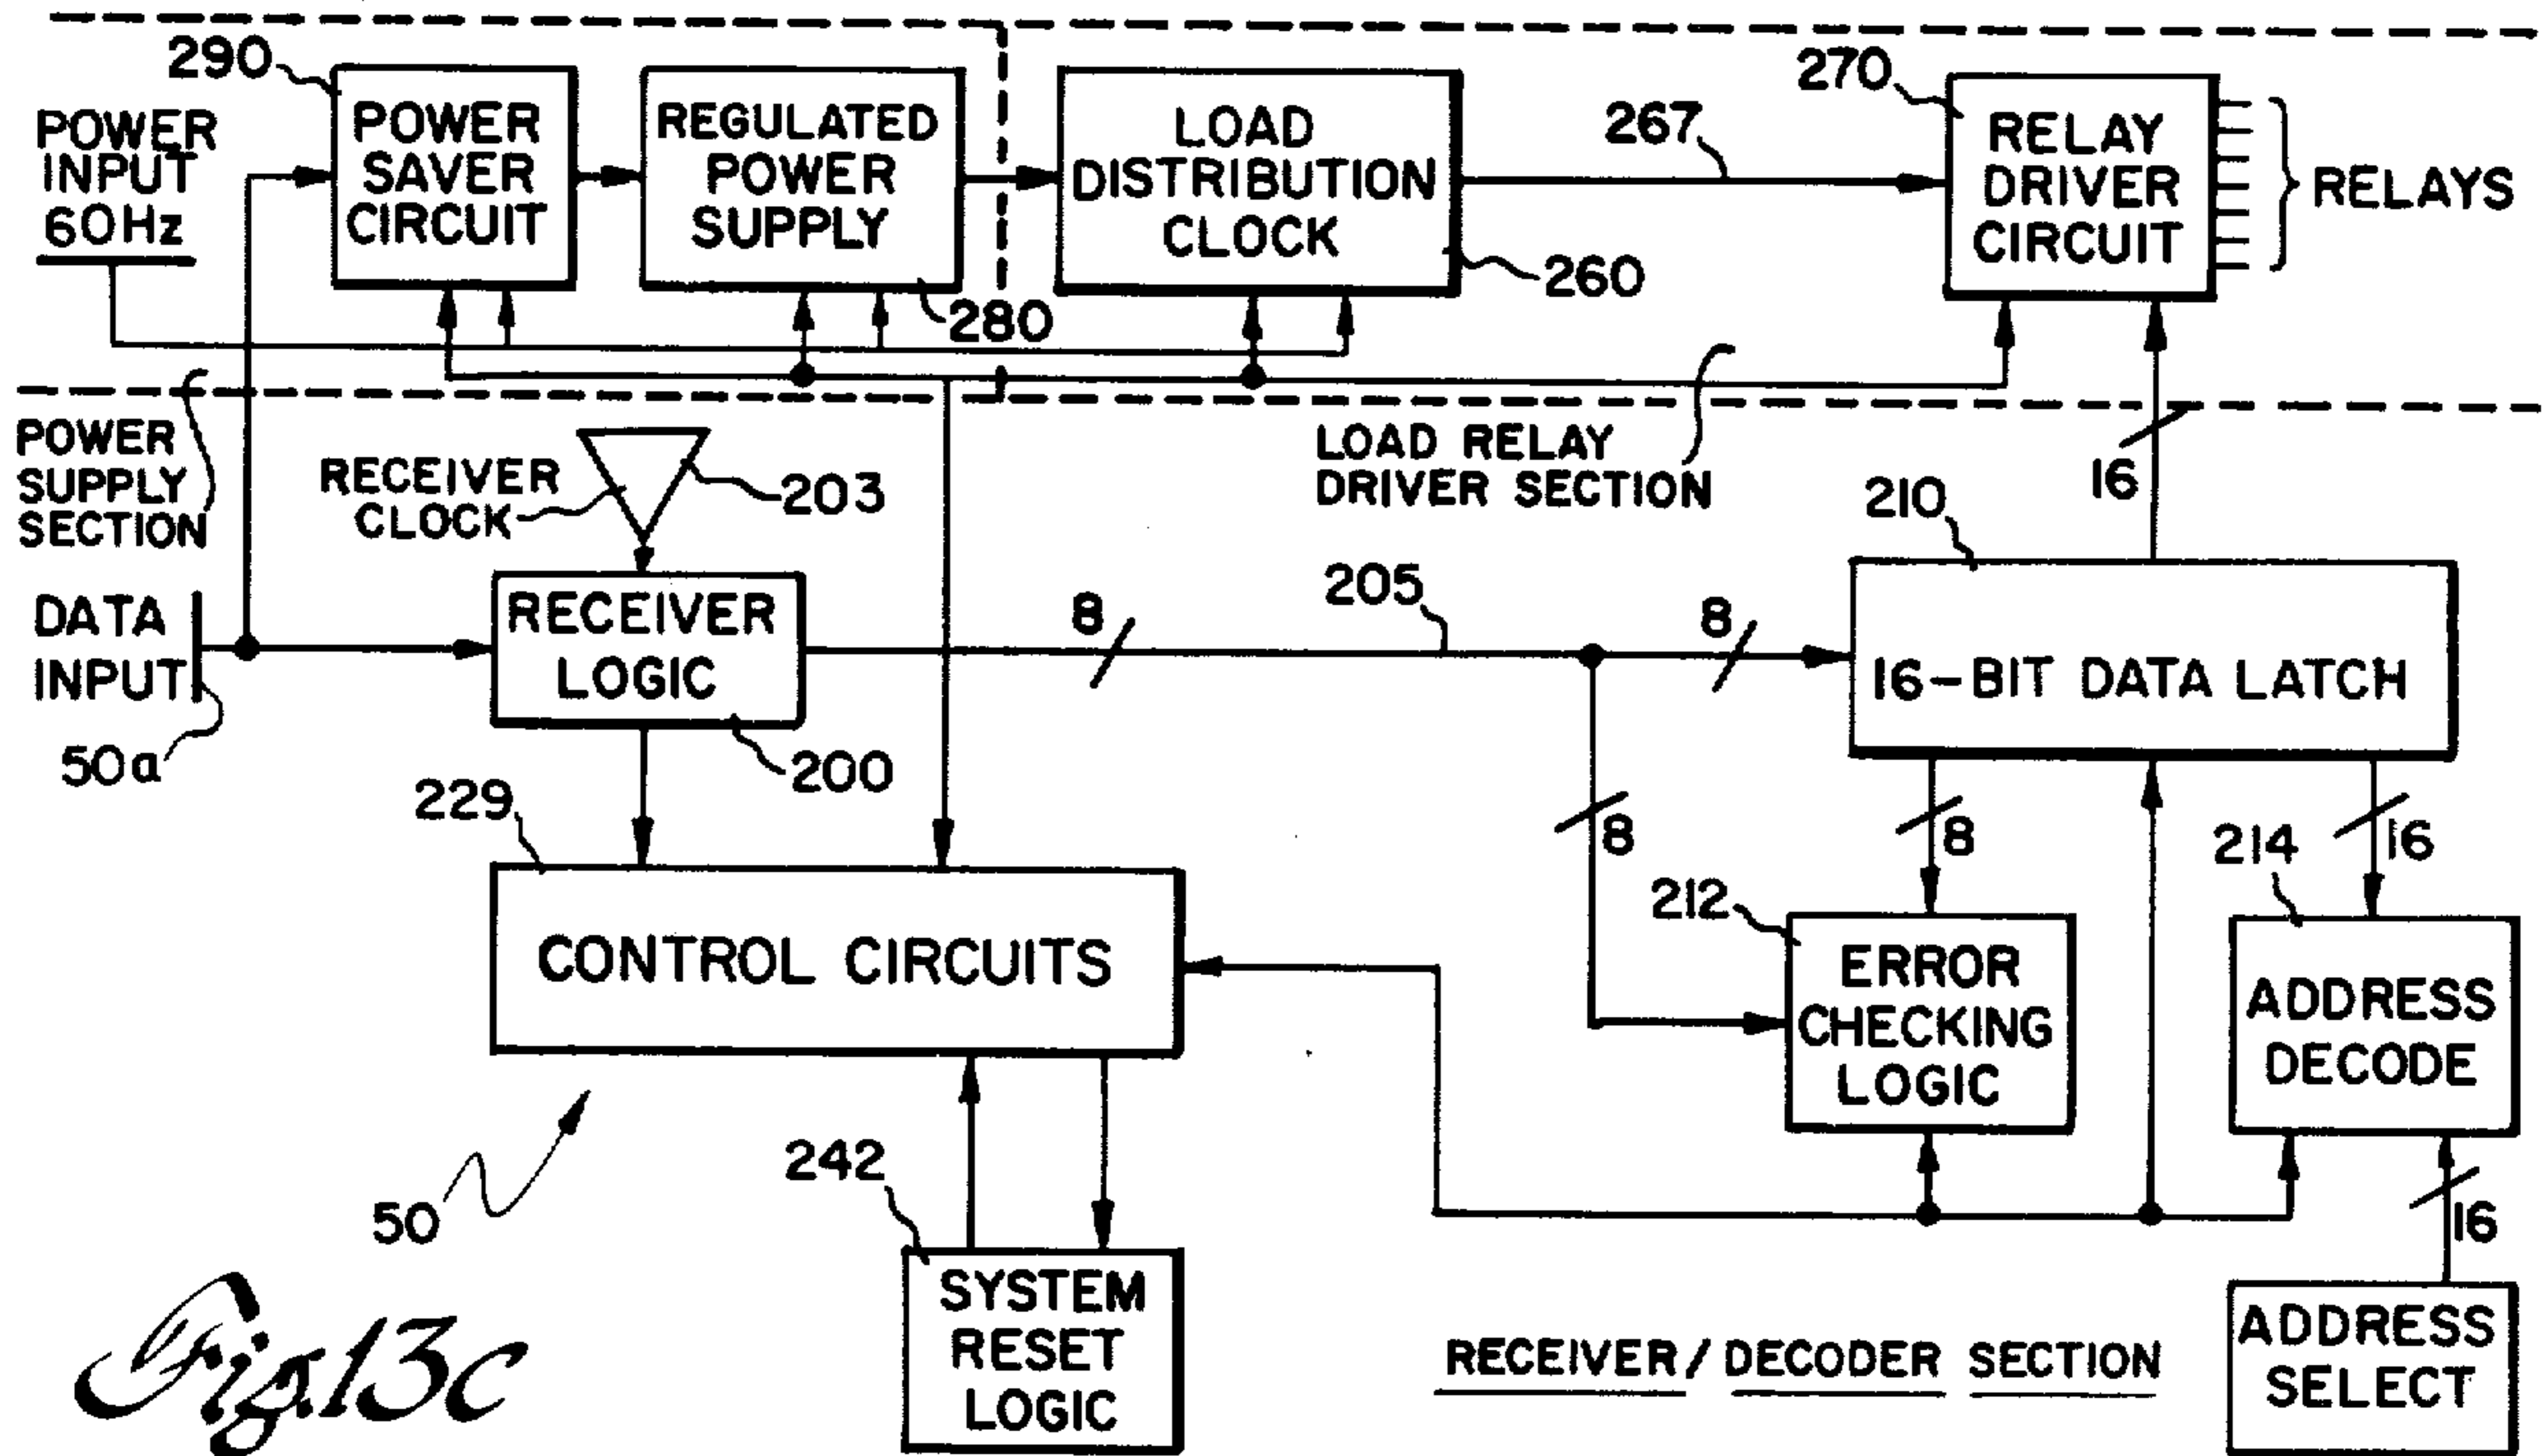 290
POWER
INPUT
60Hz
POWER
SAVER
CIRCUIT
REGULATED
POWER
SUPPLY
280
LOAD
DISTRIBUTION
CLOCK
260
267
270
RELAY
DRIVER
CIRCUIT
RELAYS
POWER
SUPPLY
SECTION
RECEIVER
CLOCK
203
LOAD RELAY
DRIVER SECTION
16
210
DATA
INPUT
50a
RECEIVER
LOGIC
200
8
205
8
16-BIT DATA LATCH
229
CONTROL CIRCUITS
8
8
16
212
ERROR
CHECKING
LOGIC
214
ADDRESS
DECODE
16
50
242
SYSTEM
RESET
LOGIC
ADDRESS
SELECT
RECEIVER/DECODER SECTION
Fig.13c